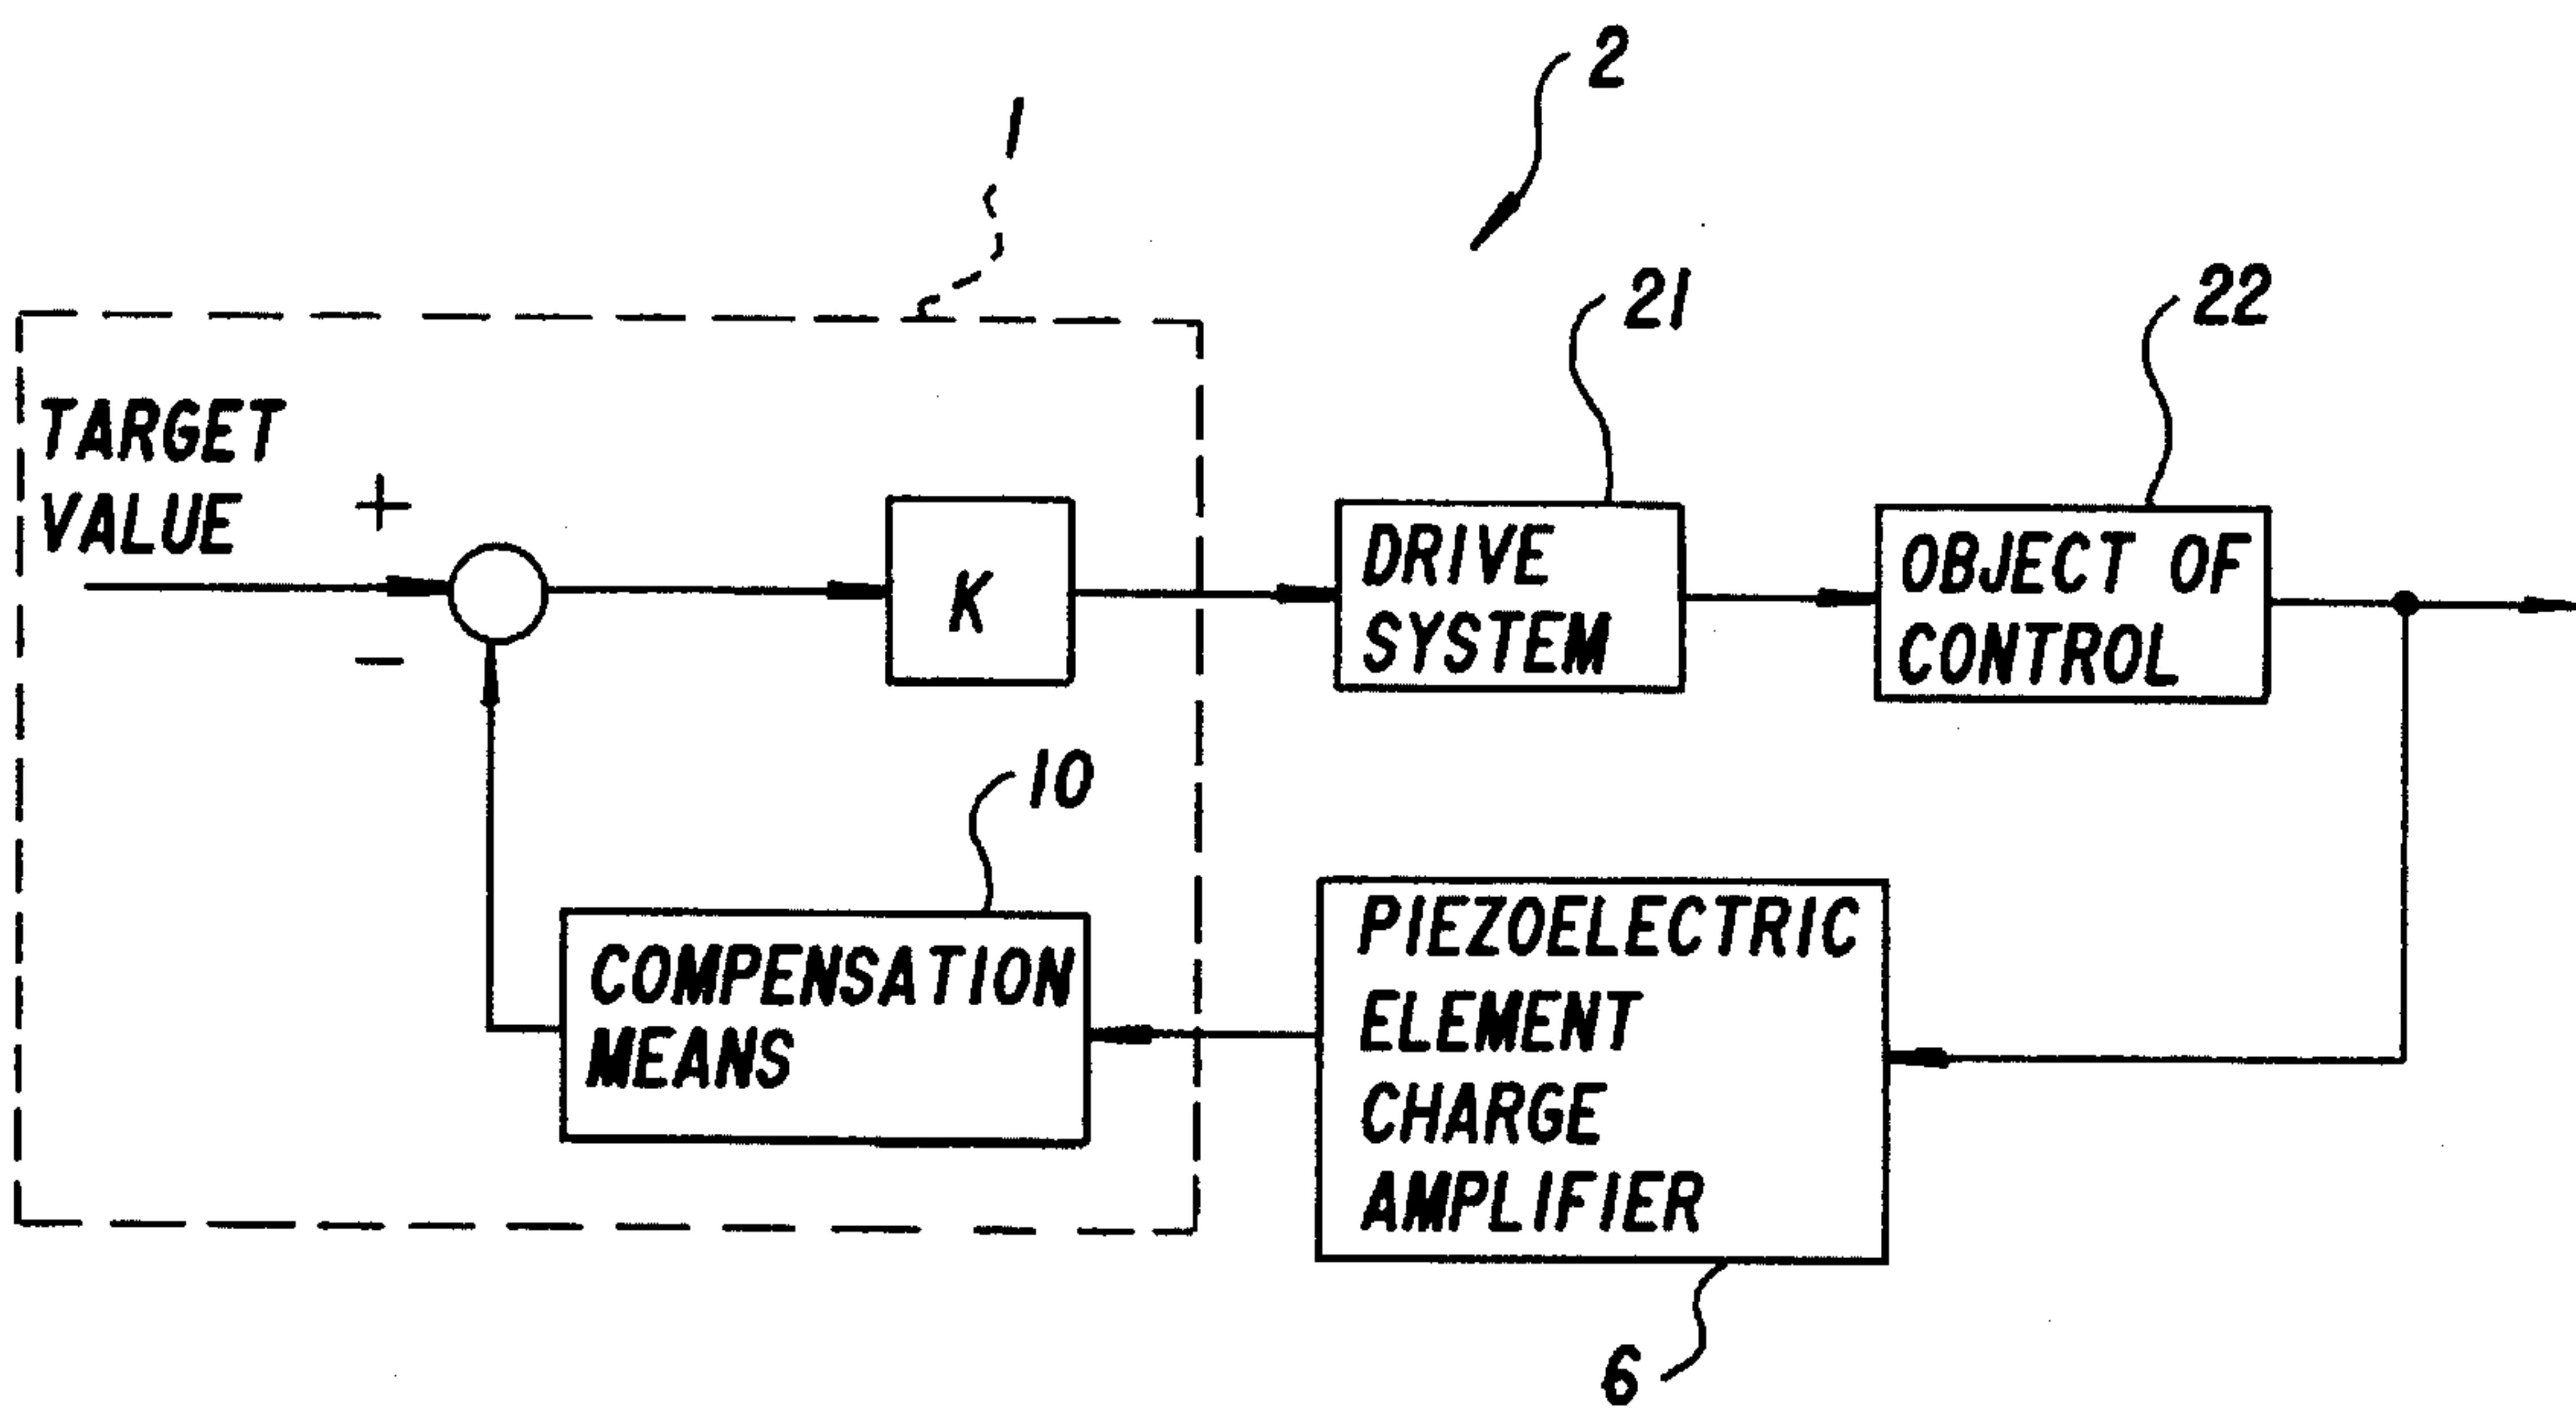 2
1
21
22
TARGET
VALUE
+
−
K
DRIVE
SYSTEM
OBJECT OF
CONTROL
10
COMPENSATION
MEANS
PIEZOELECTRIC
ELEMENT
CHARGE
AMPLIFIER
6